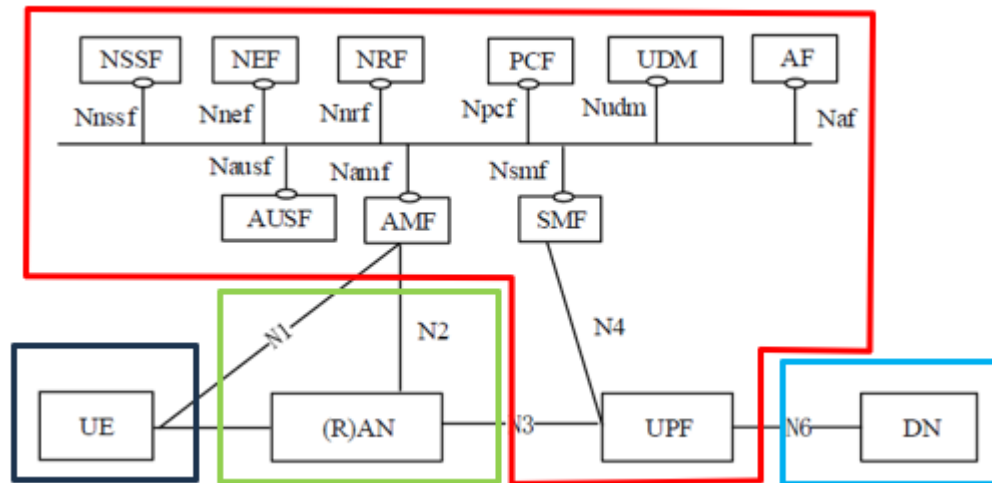 NSSF NEF NRF PCF UDM AF
Nnssf Nnef Nnrf Npcf Nudm Naf
Nausf Namf Nsmf
AUSF AMF SMF
N1 N2 N4
UE (R)AN N3 UPF N6 DN